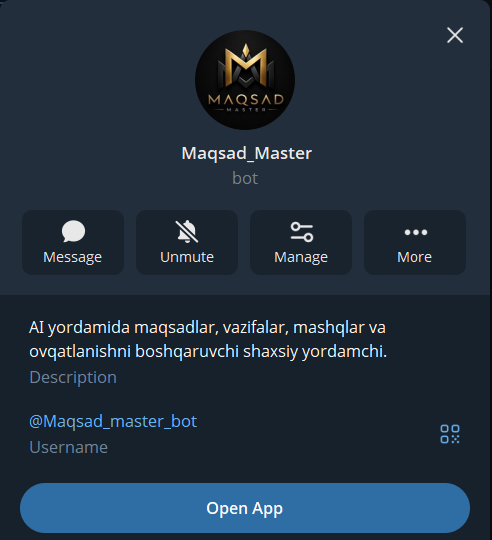 MAQSAD
MASTER
Maqsad_Master
bot
Message
Unmute
Manage
More
AI yordamida maqsadlar, vazifalar, mashqlar va
ovqatlanishni boshqaruvchi shaxsiy yordamchi.
Description
@Maqsad_master_bot
Username
Open App